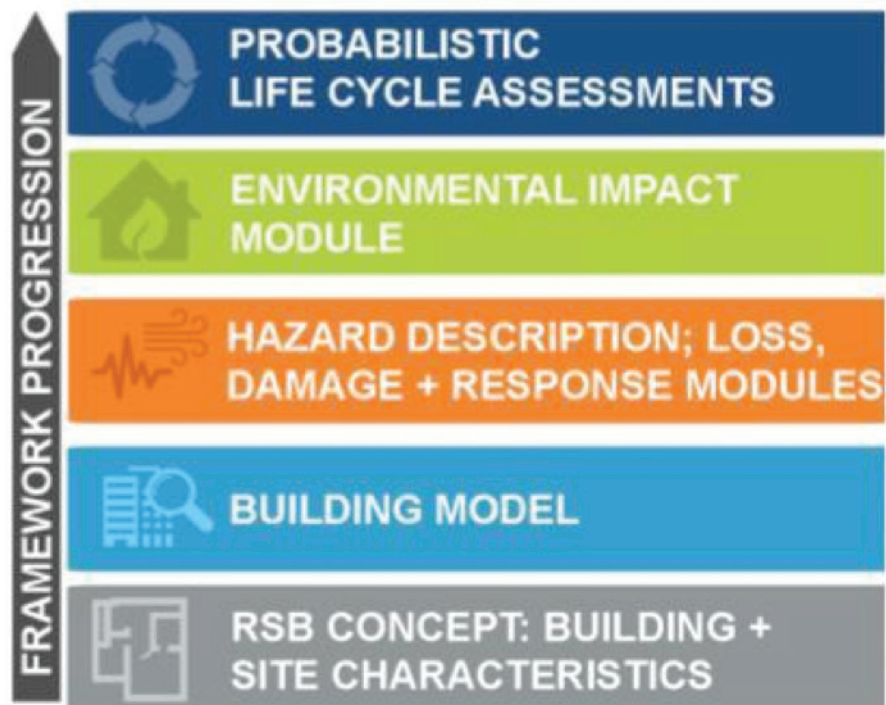 FRAMEWORK PROGRESSION
PROBABILISTIC
LIFE CYCLE ASSESSMENTS
ENVIRONMENTAL IMPACT
MODULE
HAZARD DESCRIPTION; LOSS,
DAMAGE + RESPONSE MODULES
BUILDING MODEL
RSB CONCEPT: BUILDING +
SITE CHARACTERISTICS